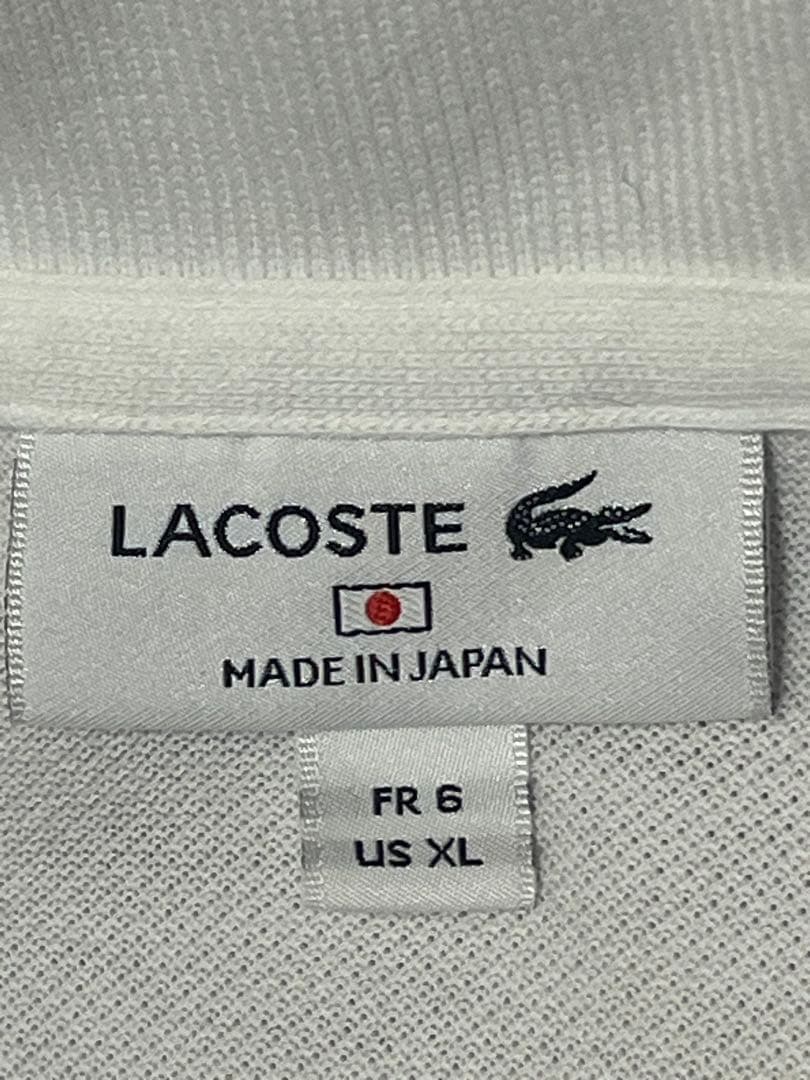 LACOSTE
MADE IN JAPAN
FR 6
US XL